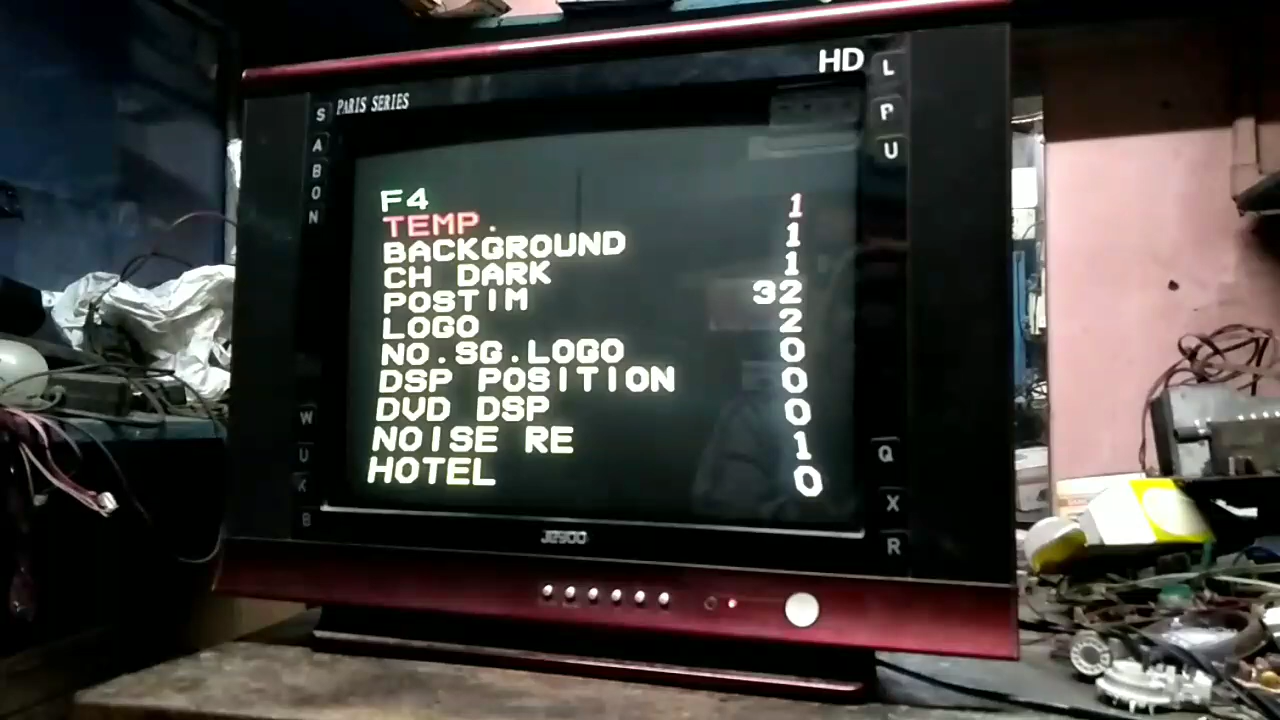 HD
PARIS SERIES
S
A
B
O
N
L
P
U
F4
TEMP. 1
BACKGROUND 1
CH DARK 1
POSTIM 32
LOGO 2
NO.SG.LOGO 0
DSP POSITION 0
DVD DSP 0
NOISE RE 1
HOTEL 0
W
U
K
B
Q
X
R